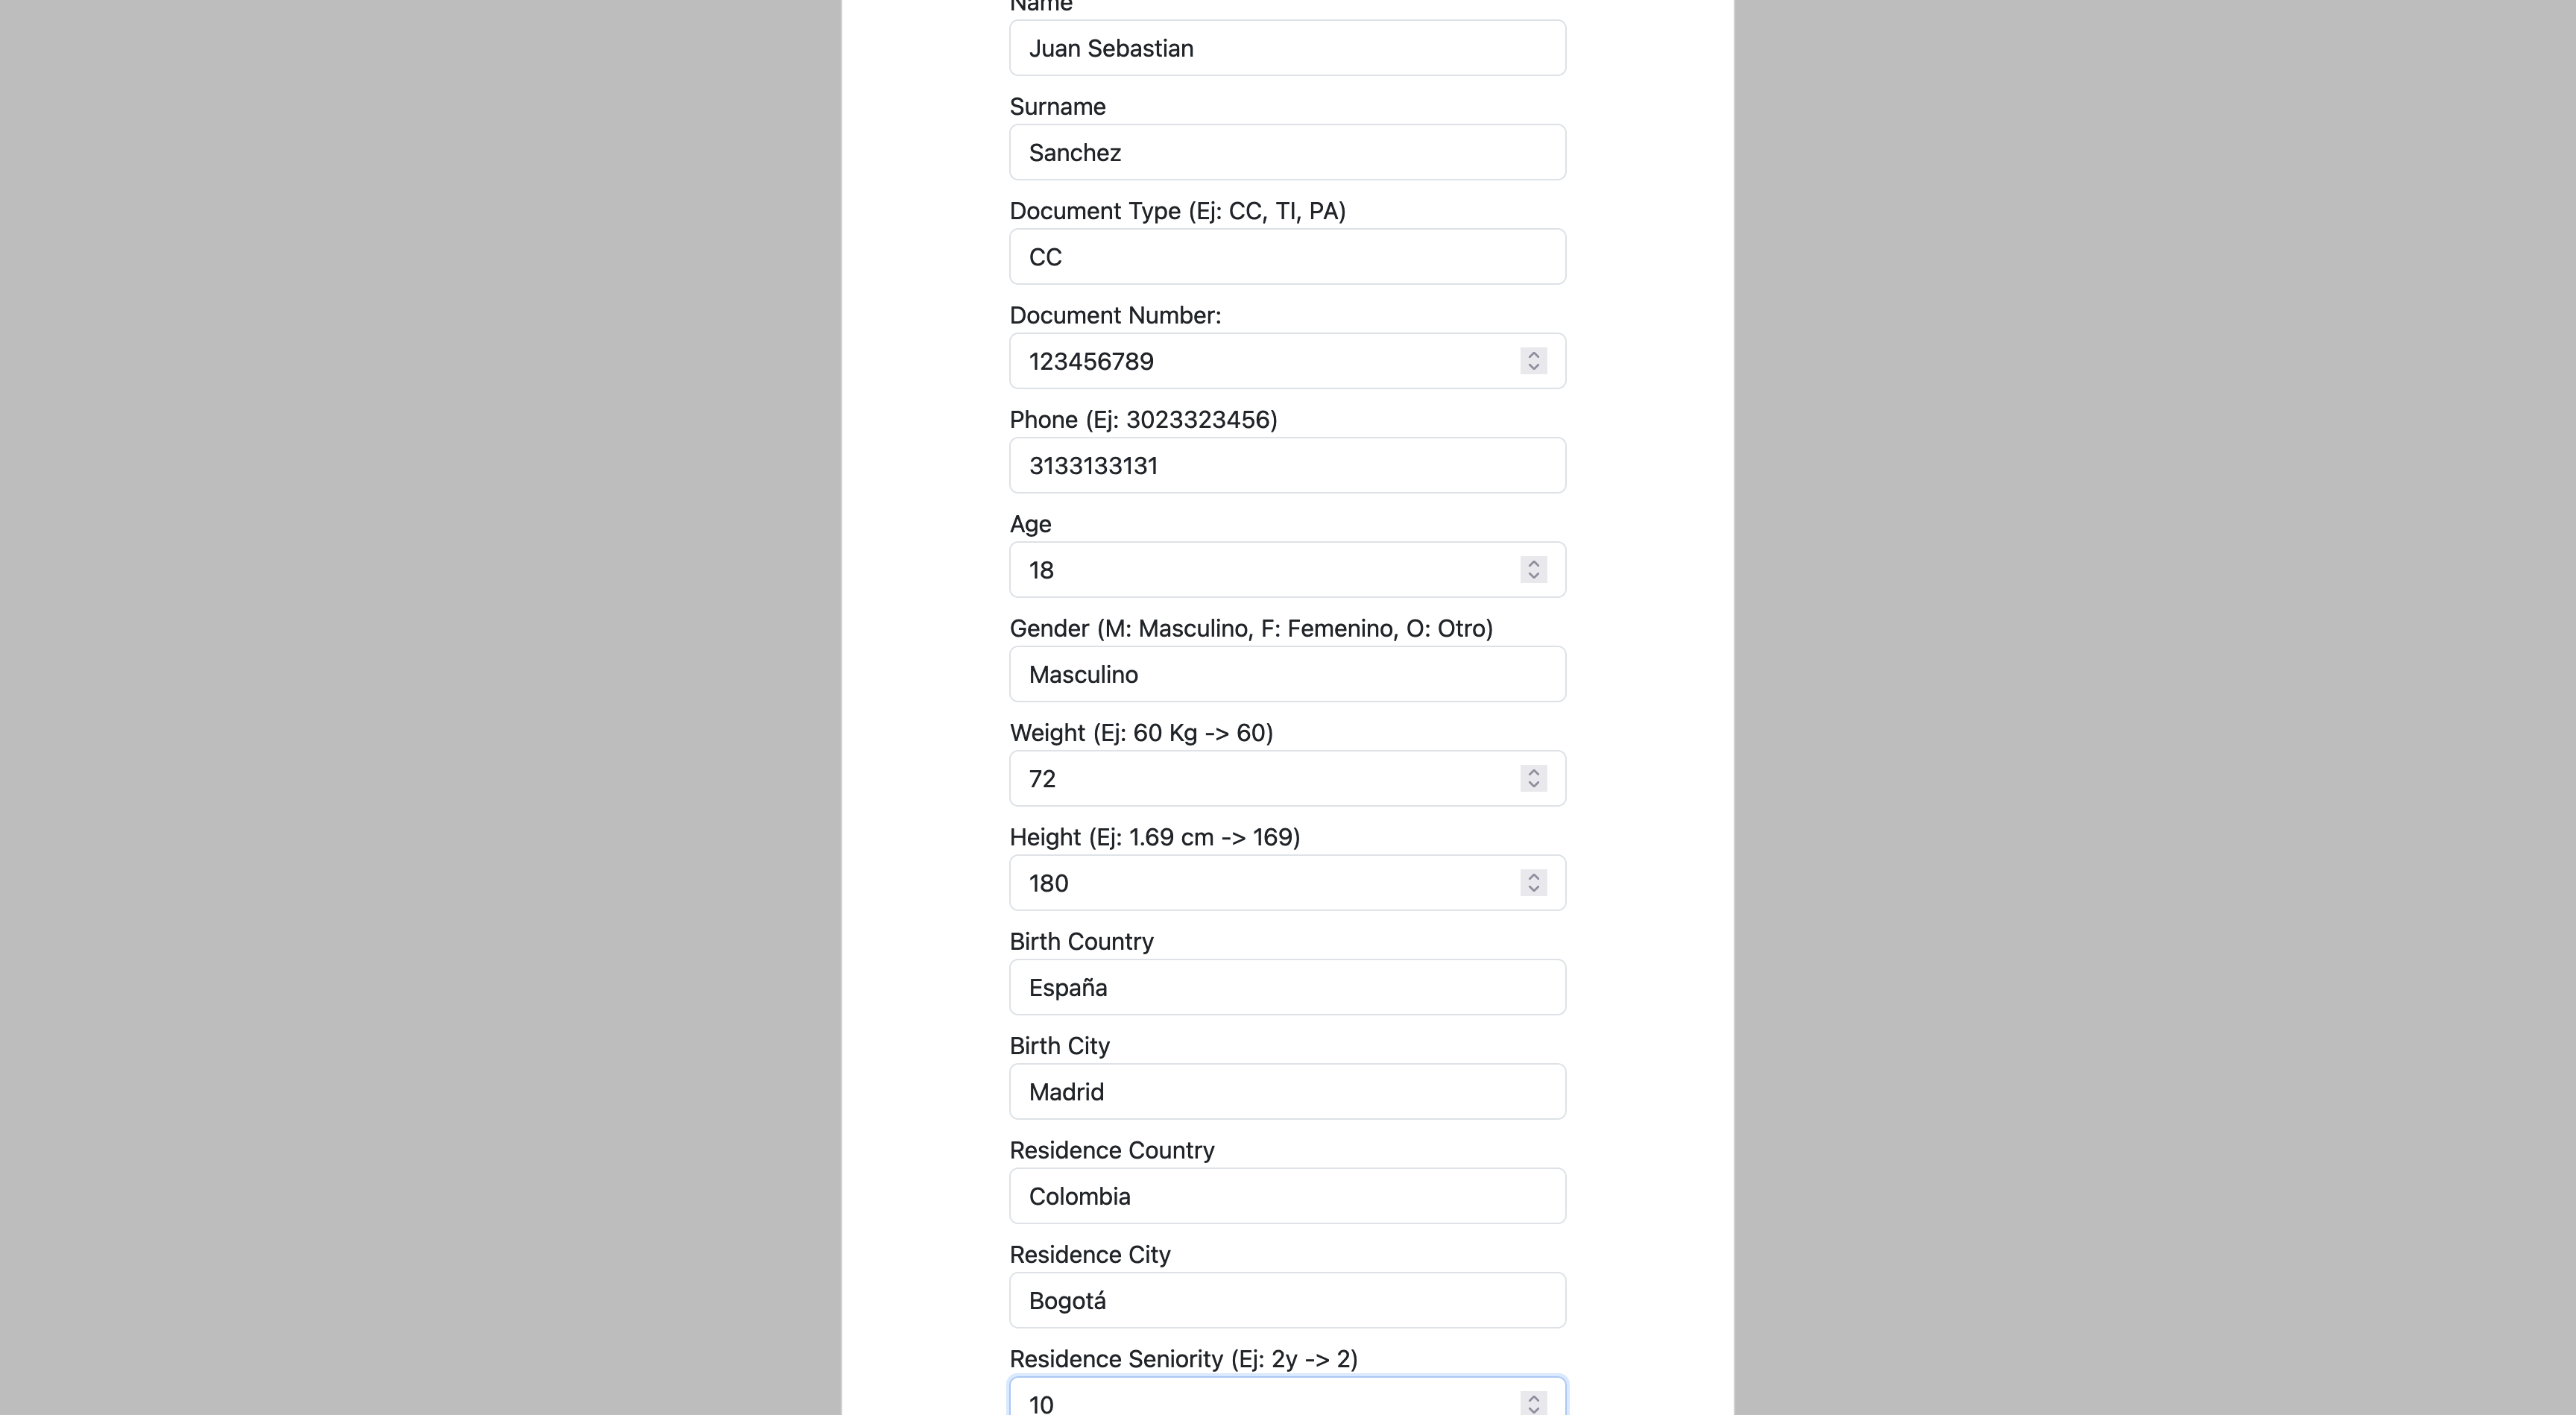 Name
Juan Sebastian
Surname
Sanchez
Document Type (Ej: CC, TI, PA)
CC
Document Number:
123456789
Phone (Ej: 3023323456)
3133133131
Age
18
Gender (M: Masculino, F: Femenino, O: Otro)
Masculino
Weight (Ej: 60 Kg -> 60)
72
Height (Ej: 1.69 cm -> 169)
180
Birth Country
España
Birth City
Madrid
Residence Country
Colombia
Residence City
Bogotá
Residence Seniority (Ej: 2y -> 2)
10